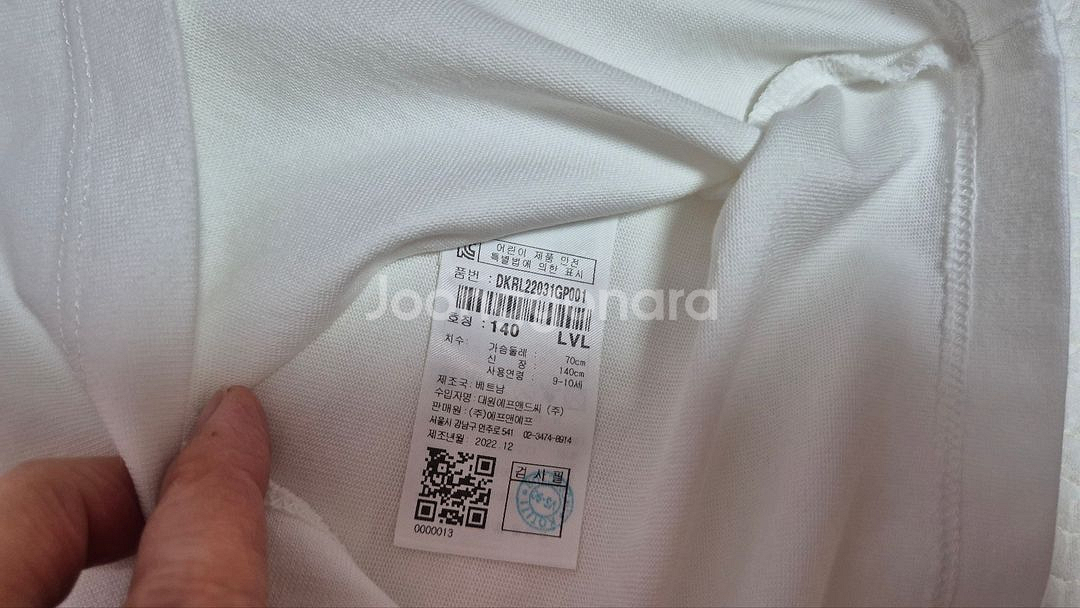 어린이 제품 안전
특별법에 의한 표시
품번 : DKRL22031GP001
Joonggonara
호칭 : 140 LVL
치수: 가슴둘레 : 70cm
신 장 : 140cm
사용연령 : 9-10세
제조국: 베트남
수입자명 : 대원에프앤드씨 (주)
판매원 : (주)에프앤에프
서울시 강남구 언주로 541 02-3474-8914
제조년월 : 2022.12
검 시 필
KOTITI
0000013